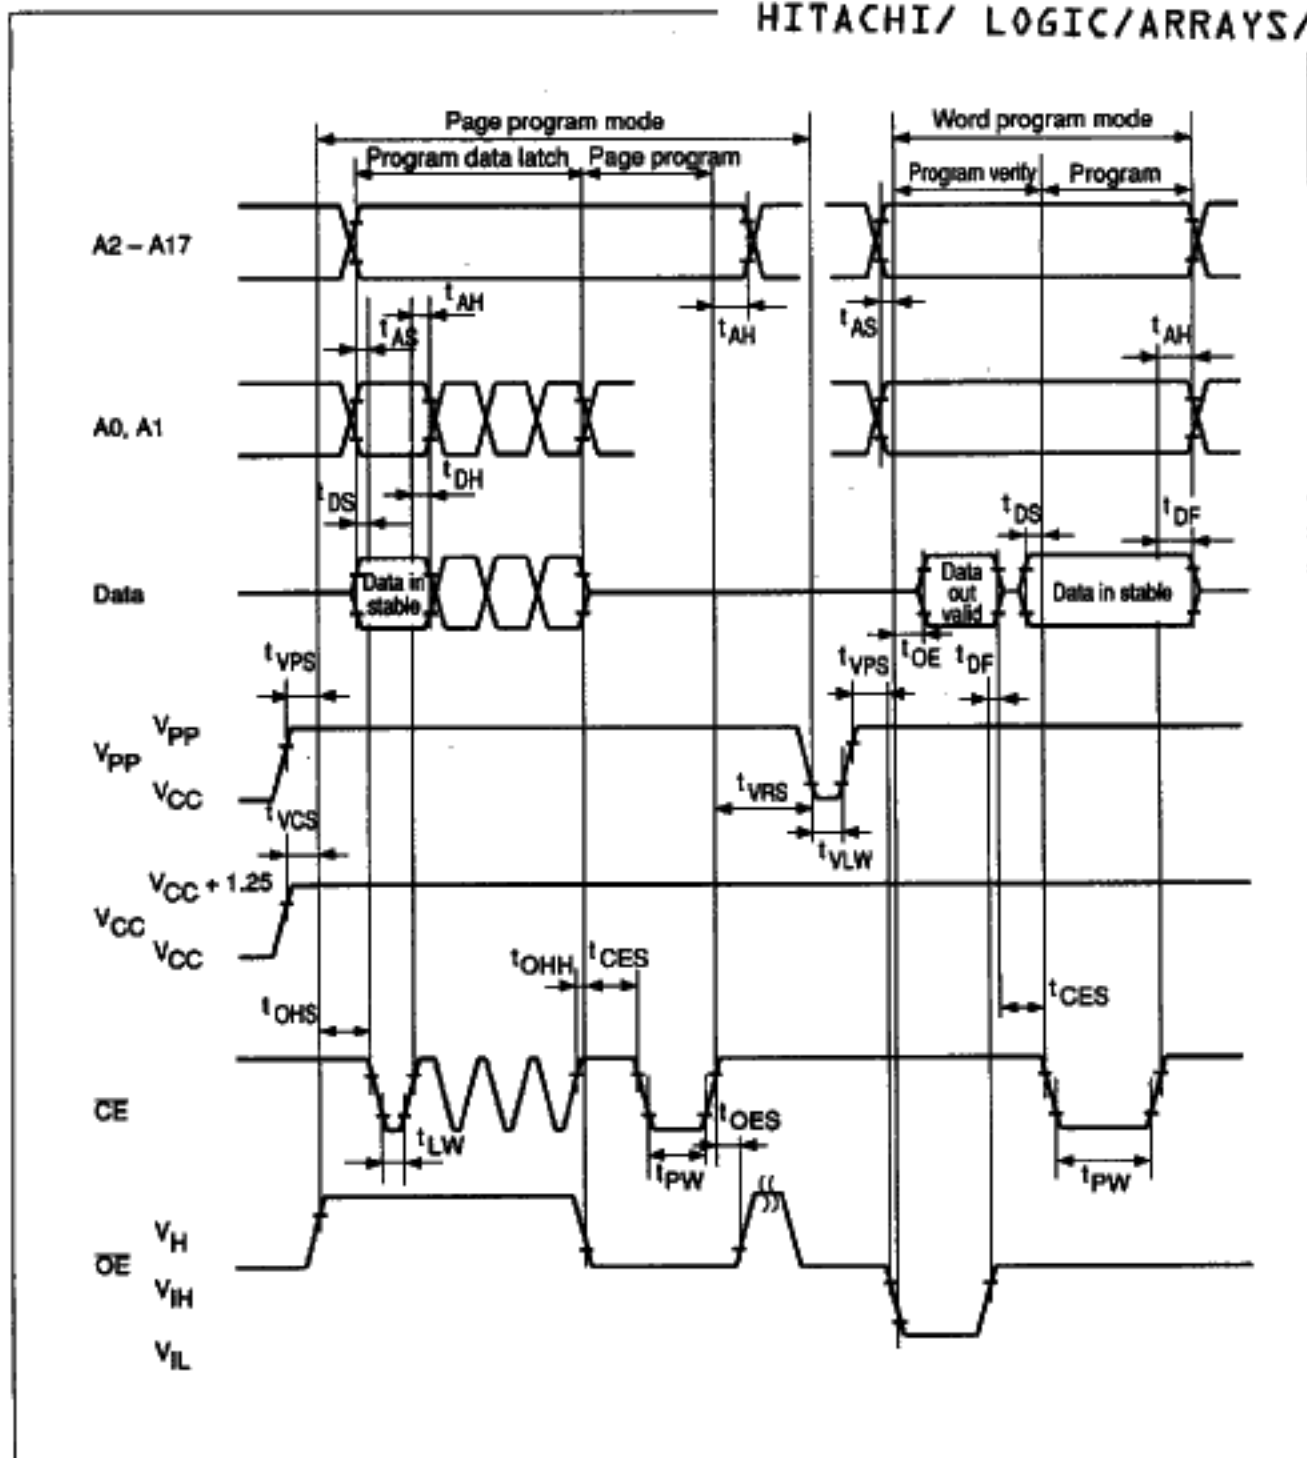 HITACHI/ LOGIC/ARRAYS/
Page program mode
Word program mode
Program data latch
Page program
Program verify
Program
A2 – A17
tAH
tAS
tAH
tAS
tAH
A0, A1
tDS
tDH
tDS
tDF
Data
Data in
stable
Data
out
valid
Data in stable
tVPS
tVPS
tOE
tDF
VPP
VPP
VCC
tVRS
tVLW
tVCS
VCC + 1.25
VCC
VCC
tOHH
tCES
tOHS
tCES
CE
tLW
tPW
tOES
tPW
VH
OE
VIH
VIL